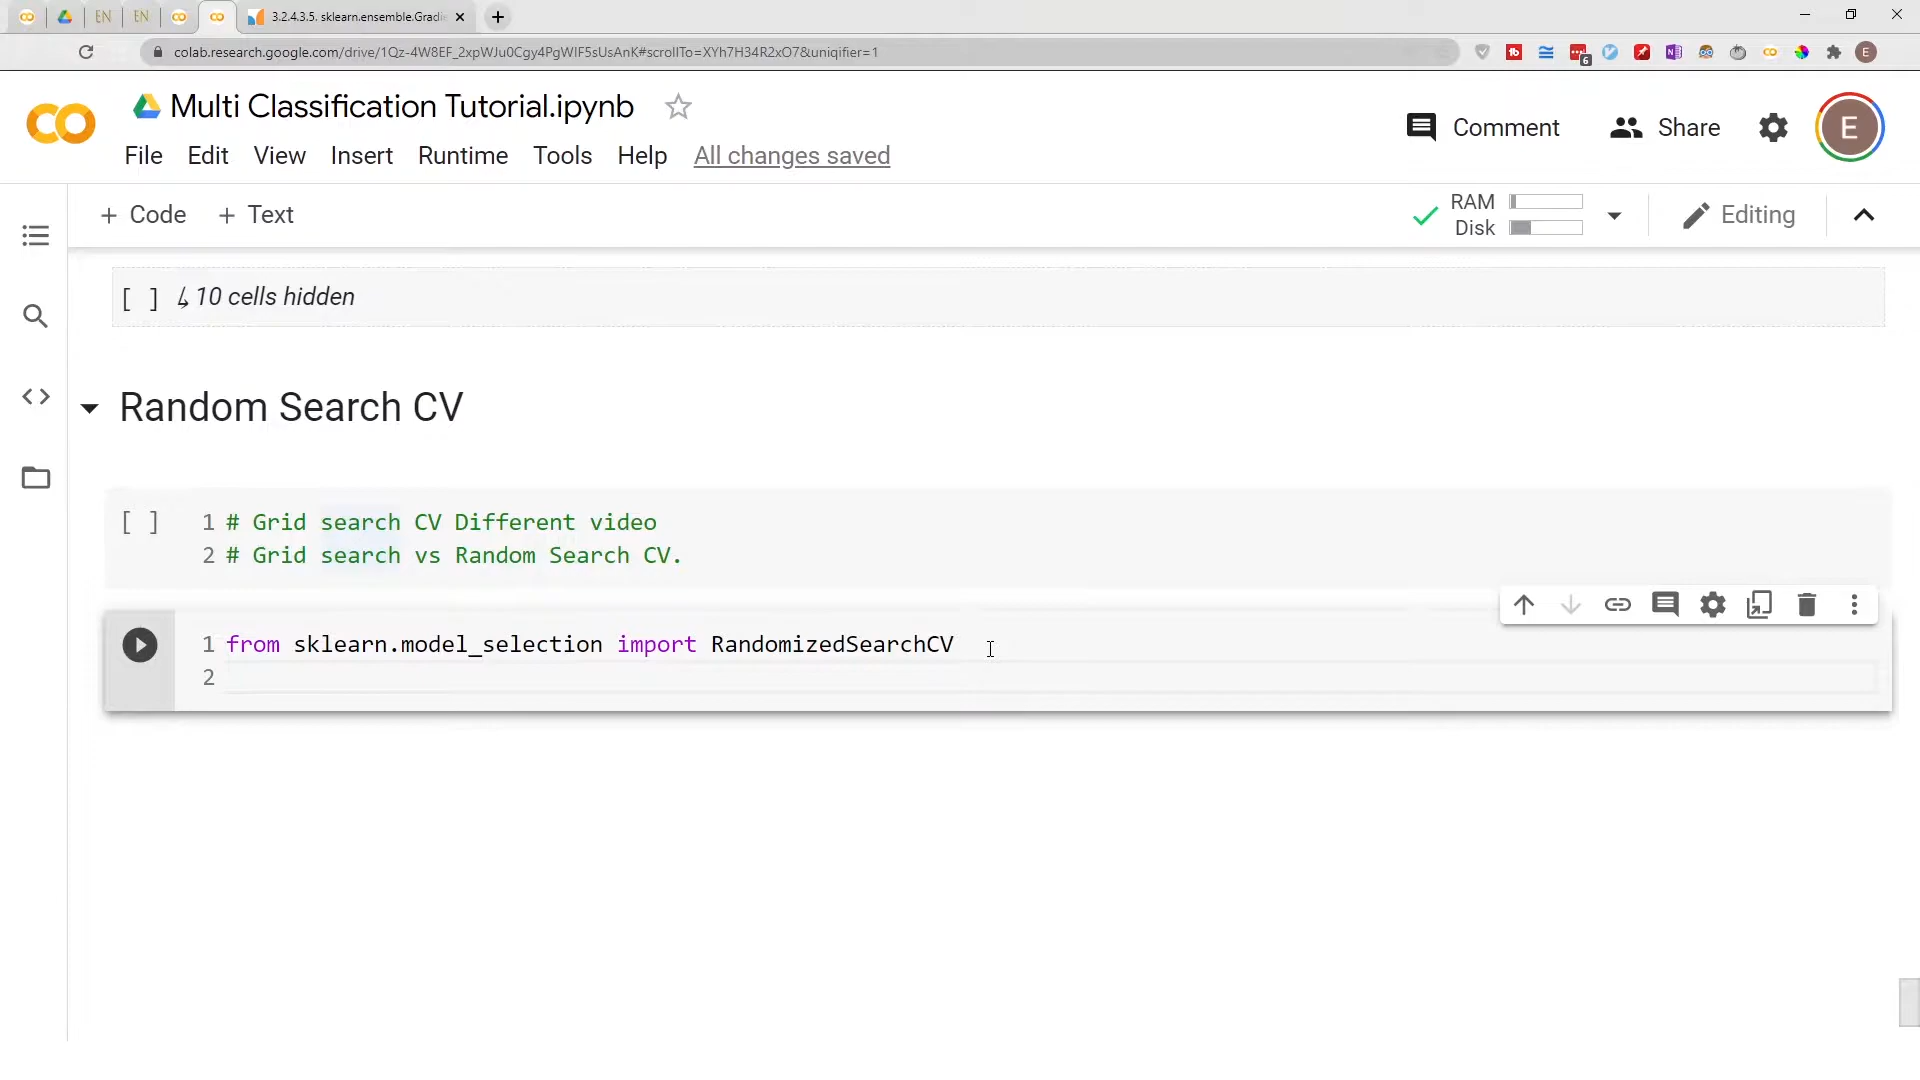 EN
EN
3.2.4.3.5. sklearn.ensemble.Gradi
colab.research.google.com/drive/1Qz-4W8EF_2xpWJu0Cgy4PgWIF5sUsAnK#scrollTo=XYh7H34R2xO7&uniqifier=1
6
E
Multi Classification Tutorial.ipynb
Comment
Share
E
File Edit View Insert Runtime Tools Help All changes saved
+ Code + Text
RAM
Disk
Editing
[ ] ↳ 10 cells hidden
Random Search CV
[ ] 1 # Grid search CV Different video
2 # Grid search vs Random Search CV.
1 from sklearn.model_selection import RandomizedSearchCV
2